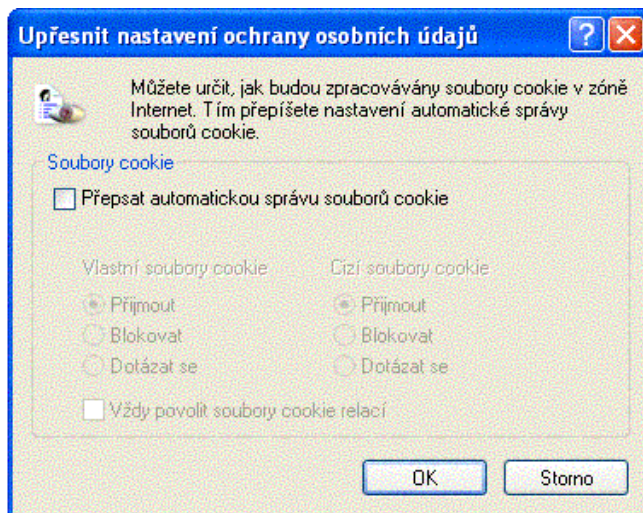 Upřesnit nastavení ochrany osobních údajů
Můžete určit, jak budou zpracovávány soubory cookie v zóně
Internet. Tím přepíšete nastavení automatické správy
souborů cookie.
Soubory cookie
Přepsat automatickou správu souborů cookie
Vlastní soubory cookie Cizí soubory cookie
Přijmout Přijmout
Blokovat Blokovat
Dotázat se Dotázat se
Vždy povolit soubory cookie relací
OK Storno